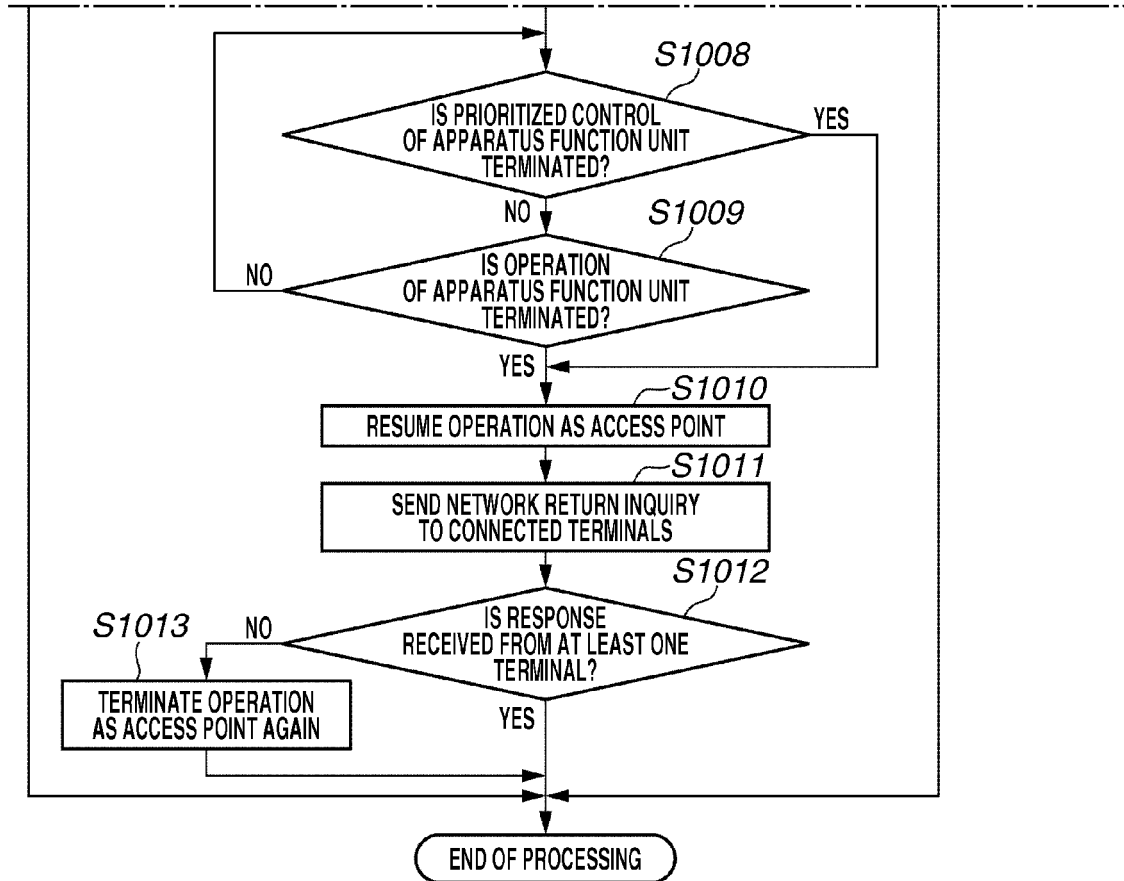 S1008
IS PRIORITIZED CONTROL
OF APPARATUS FUNCTION UNIT
TERMINATED?
YES
NO
S1009
IS OPERATION
OF APPARATUS FUNCTION UNIT
TERMINATED?
NO
YES
S1010
RESUME OPERATION AS ACCESS POINT
S1011
SEND NETWORK RETURN INQUIRY
TO CONNECTED TERMINALS
S1012
IS RESPONSE
RECEIVED FROM AT LEAST ONE
TERMINAL?
NO
S1013
TERMINATE OPERATION
AS ACCESS POINT AGAIN
YES
END OF PROCESSING